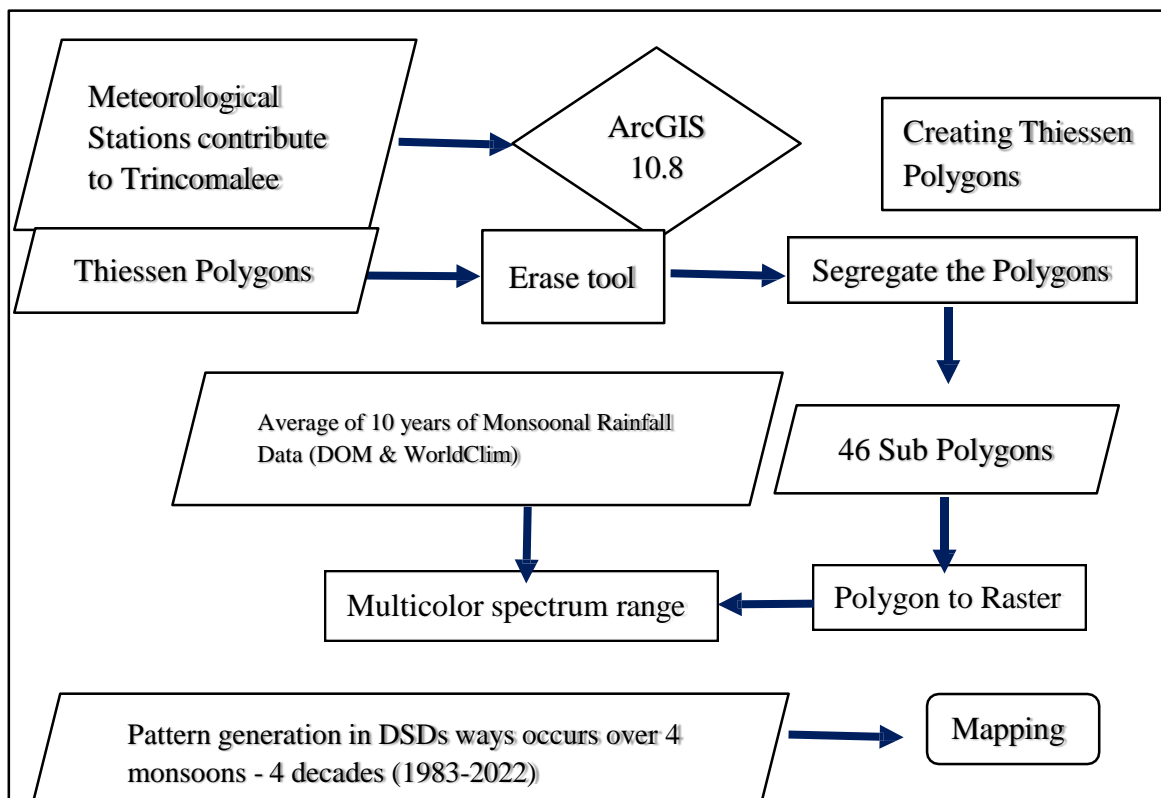 Meteorological
Stations contribute
to Trincomalee
ArcGIS
10.8
Creating Thiessen
Polygons
Thiessen Polygons
Erase tool
Segregate the Polygons
Average of 10 years of Monsoonal Rainfall
Data (DOM & WorldClim)
46 Sub Polygons
Multicolor spectrum range
Polygon to Raster
Pattern generation in DSDs ways occurs over 4
monsoons - 4 decades (1983-2022)
Mapping